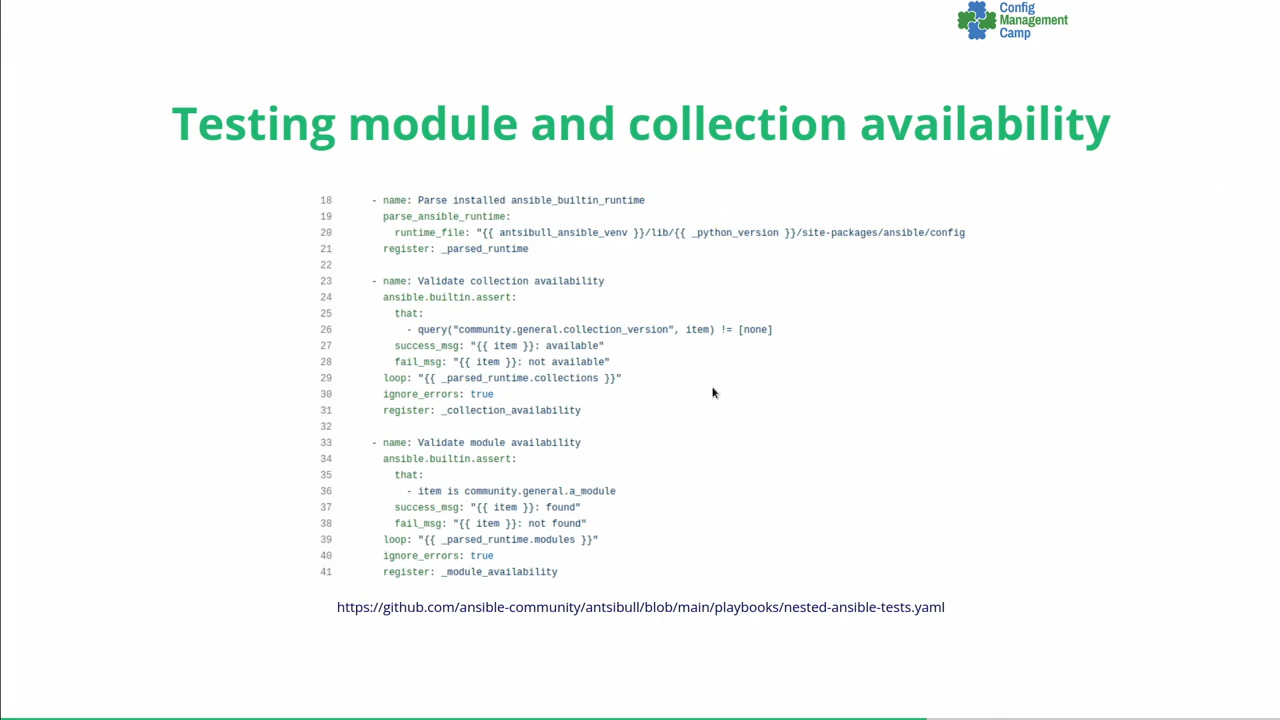 Config
Management
Camp
Testing module and collection availability
18 - name: Parse installed ansible_builtin_runtime
19 parse_ansible_runtime:
20 runtime_file: "{{ antsibull_ansible_venv }}/lib/{{ _python_version }}/site-packages/ansible/config
21 register: _parsed_runtime
22
23 - name: Validate collection availability
24 ansible.builtin.assert:
25 that:
26 - query("community.general.collection_version", item) != [none]
27 success_msg: "{{ item }}: available"
28 fail_msg: "{{ item }}: not available"
29 loop: "{{ _parsed_runtime.collections }}"
30 ignore_errors: true
31 register: _collection_availability
32
33 - name: Validate module availability
34 ansible.builtin.assert:
35 that:
36 - item is community.general.a_module
37 success_msg: "{{ item }}: found"
38 fail_msg: "{{ item }}: not found"
39 loop: "{{ _parsed_runtime.modules }}"
40 ignore_errors: true
41 register: _module_availability
https://github.com/ansible-community/antsibull/blob/main/playbooks/nested-ansible-tests.yaml